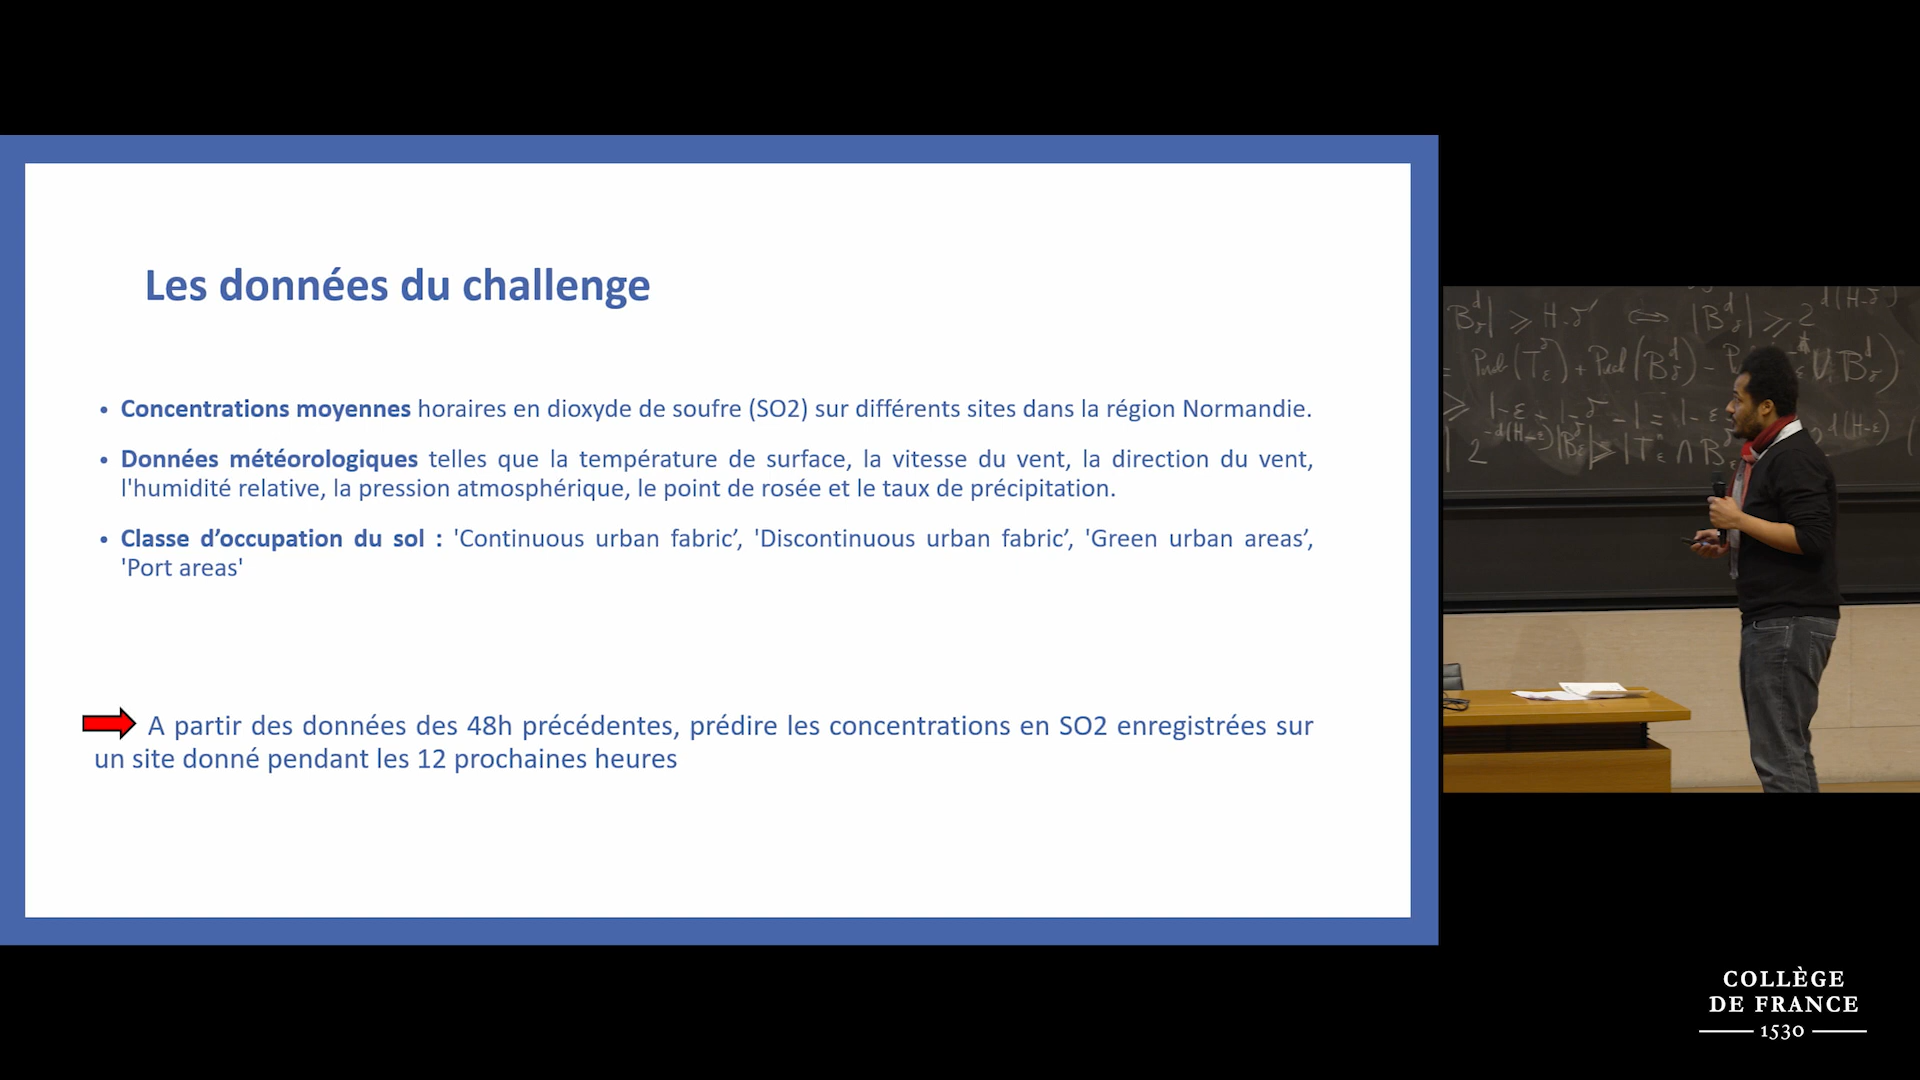 Les données du challenge
• Concentrations moyennes horaires en dioxyde de soufre (SO2) sur différents sites dans la région Normandie.
• Données météorologiques telles que la température de surface, la vitesse du vent, la direction du vent,
l'humidité relative, la pression atmosphérique, le point de rosée et le taux de précipitation.
• Classe d’occupation du sol : 'Continuous urban fabric’, 'Discontinuous urban fabric’, 'Green urban areas’,
'Port areas'
A partir des données des 48h précédentes, prédire les concentrations en SO2 enregistrées sur
un site donné pendant les 12 prochaines heures
COLLÈGE
DE FRANCE
1530